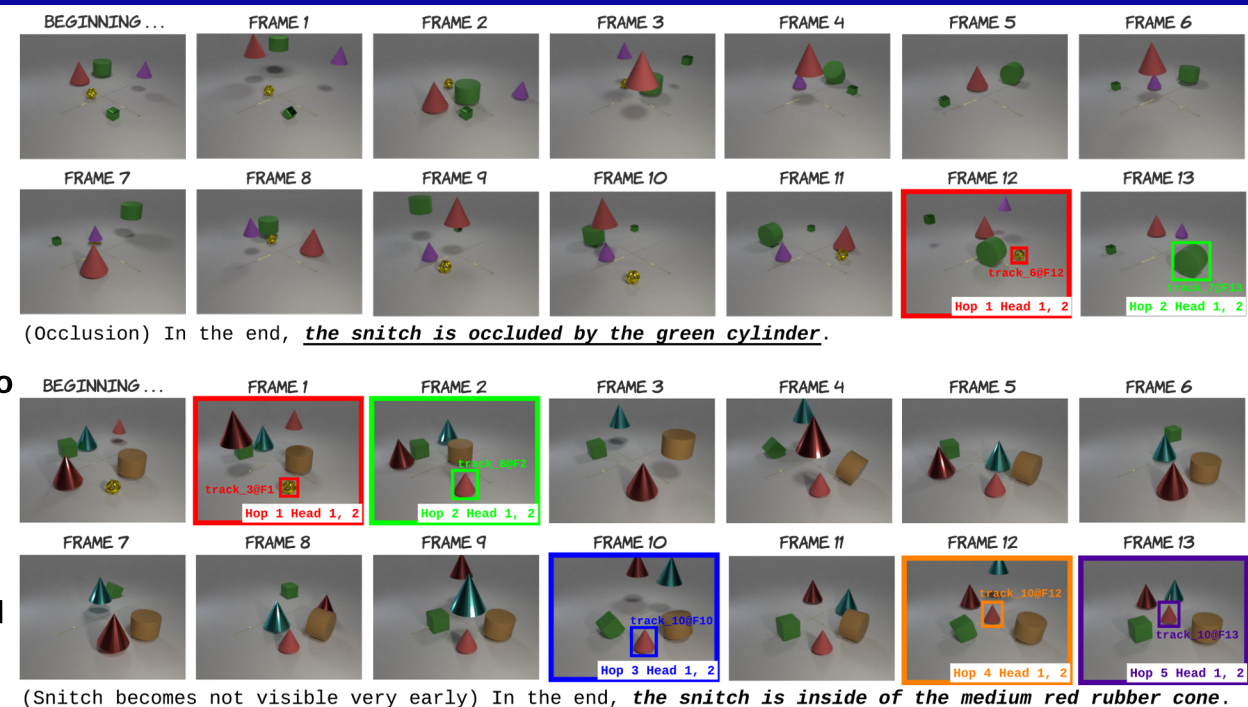 BEGINNING... FRAME 1 FRAME 2 FRAME 3 FRAME 4 FRAME 5 FRAME 6
FRAME 7 FRAME 8 FRAME 9 FRAME 10 FRAME 11 FRAME 12 FRAME 13
track_6@F12
track_7@F13
Hop 1 Head 1, 2
Hop 2 Head 1, 2
(Occlusion) In the end, the snitch is occluded by the green cylinder.
o
BEGINNING... FRAME 1 FRAME 2 FRAME 3 FRAME 4 FRAME 5 FRAME 6
track_8@F2
track_3@F1
Hop 1 Head 1, 2
Hop 2 Head 1, 2
FRAME 7 FRAME 8 FRAME 9 FRAME 10 FRAME 11 FRAME 12 FRAME 13
track_10@F12
track_10@F10
track_10@F13
Hop 3 Head 1, 2
Hop 4 Head 1, 2
Hop 5 Head 1, 2
(Snitch becomes not visible very early) In the end, the snitch is inside of the medium red rubber cone.